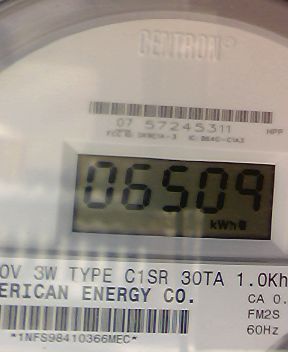 CENTRON®
07 57245311
HPP
06509
kWh
0V 3W TYPE C1SR 30TA 1.0Kh
ERICAN ENERGY CO.
CA 0.
FM2S
60Hz
*1NFS98410366MEC*